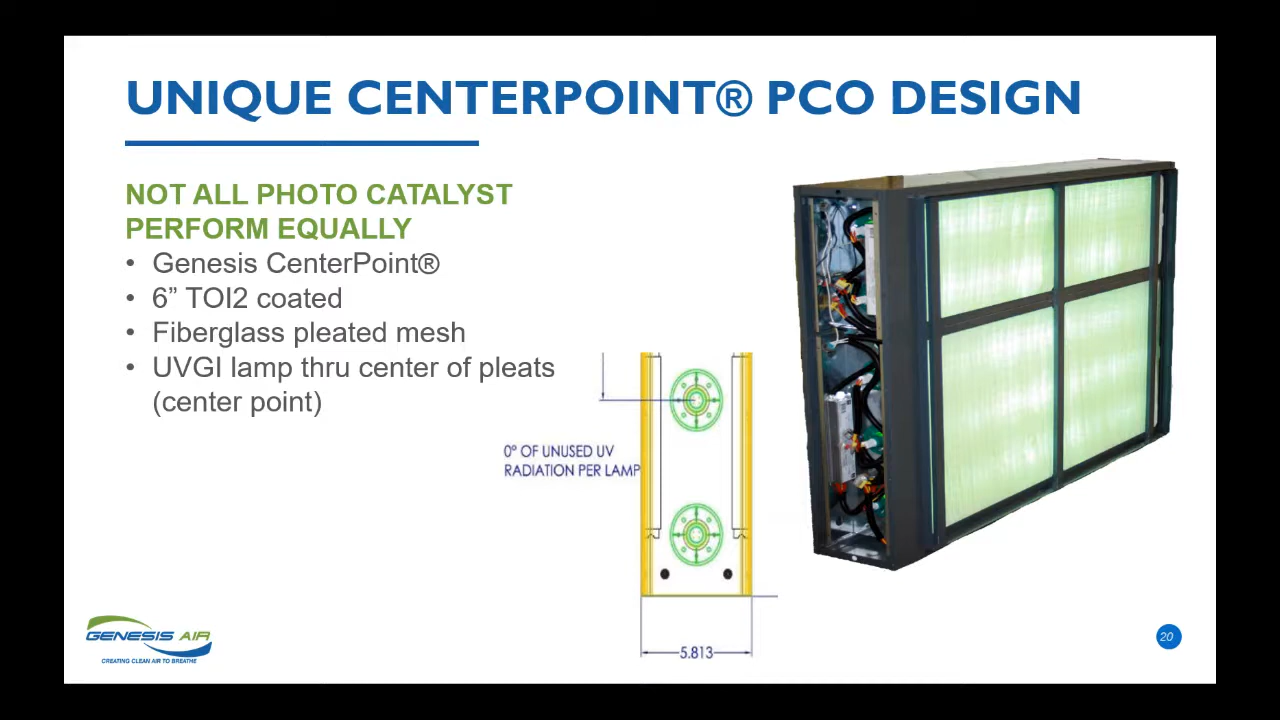 UNIQUE CENTERPOINT® PCO DESIGN
NOT ALL PHOTO CATALYST
PERFORM EQUALLY
• Genesis CenterPoint®
• 6” TOI2 coated
• Fiberglass pleated mesh
• UVGI lamp thru center of pleats
(center point)
0° OF UNUSED UV
RADIATION PER LAMP
5.813
GENESIS AIR
CREATING CLEAN AIR TO BREATHE
20